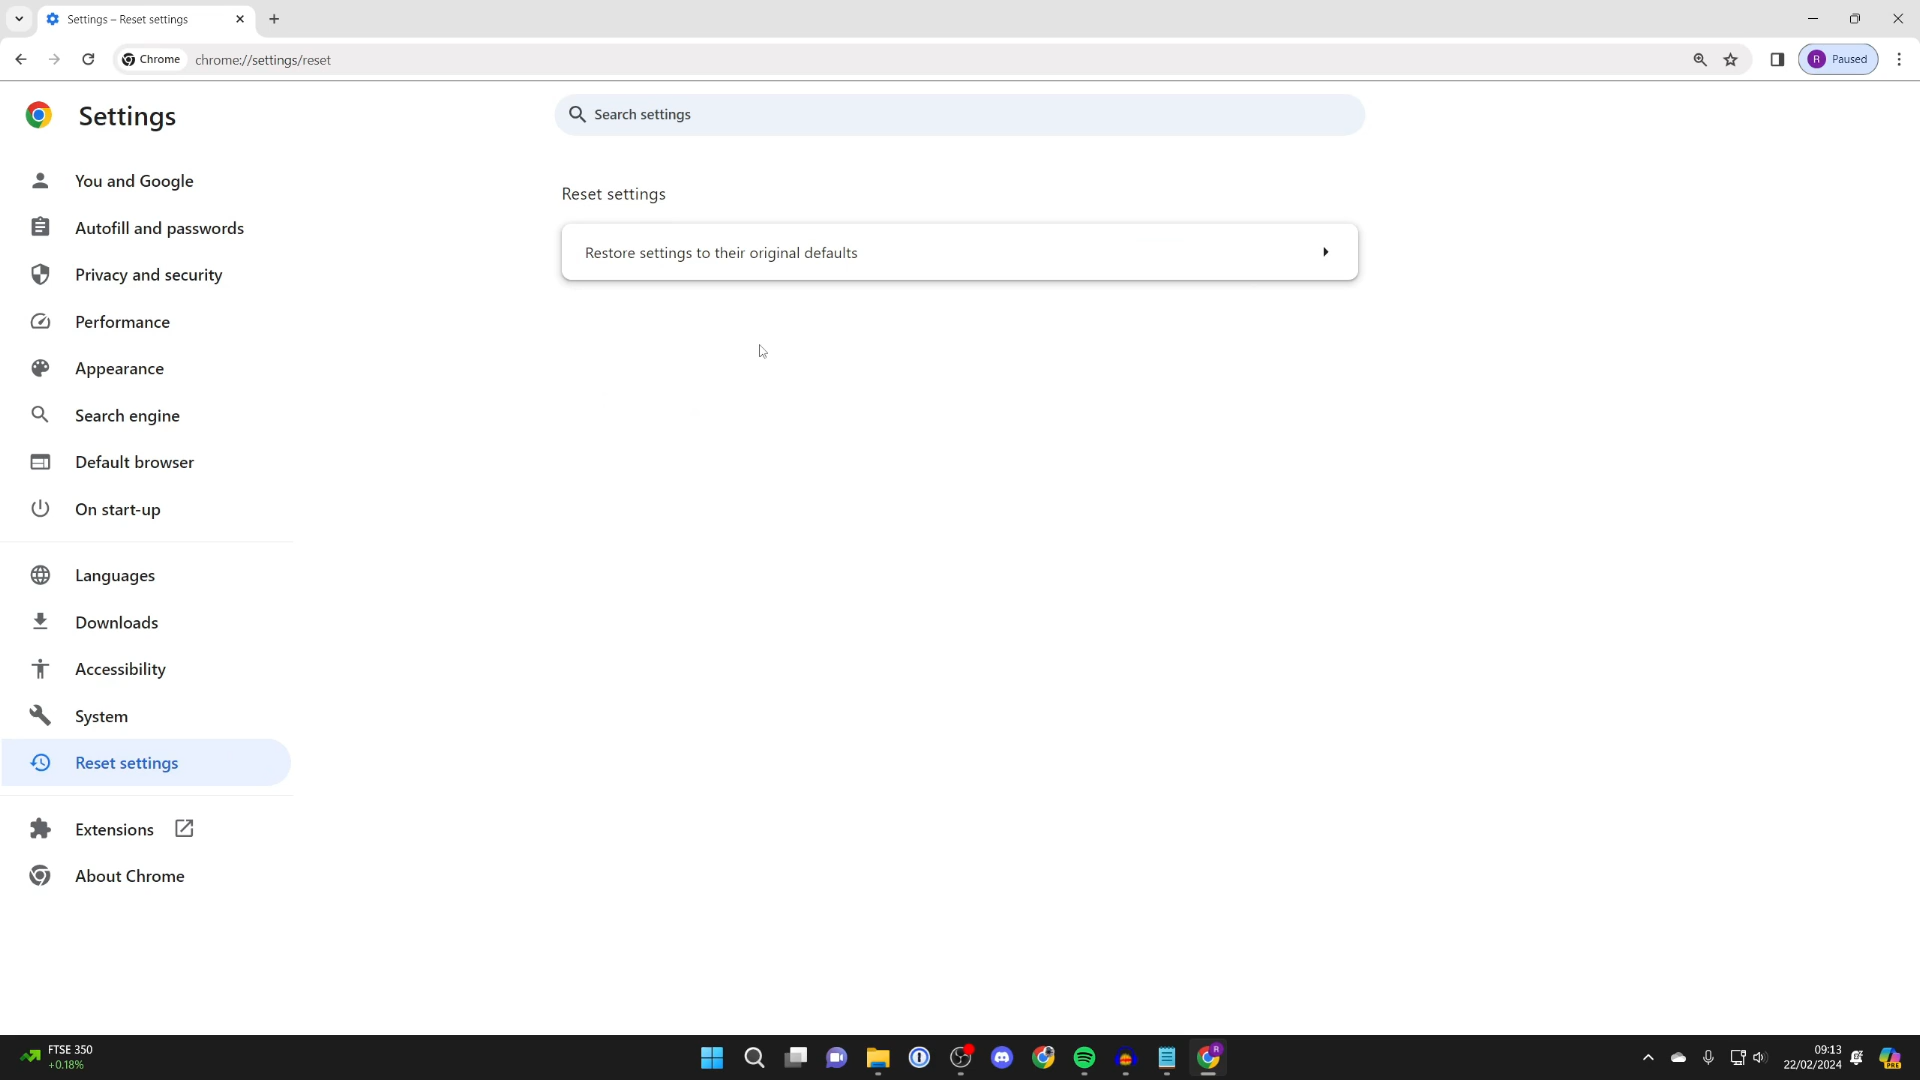 Settings – Reset settings
Chrome
chrome://settings/reset
R
Paused
Settings
Search settings
You and Google
Autofill and passwords
Privacy and security
Performance
Appearance
Search engine
Default browser
On start-up
Languages
Downloads
Accessibility
System
Reset settings
Extensions
About Chrome
Reset settings
Restore settings to their original defaults
FTSE 350
+0.18%
R
09:13
22/02/2024
PRE